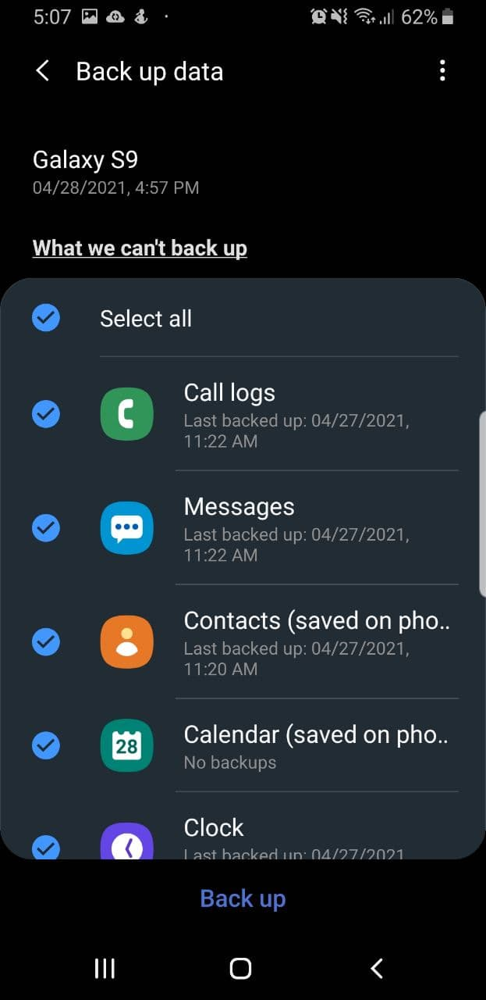 5:07 62%
Back up data
Galaxy S9
04/28/2021, 4:57 PM
What we can't back up
Select all
Call logs
Last backed up: 04/27/2021,
11:22 AM
Messages
Last backed up: 04/27/2021,
11:22 AM
Contacts (saved on pho..
Last backed up: 04/27/2021,
11:20 AM
28
Calendar (saved on pho..
No backups
Clock
Last backed up: 04/27/2021
Back up